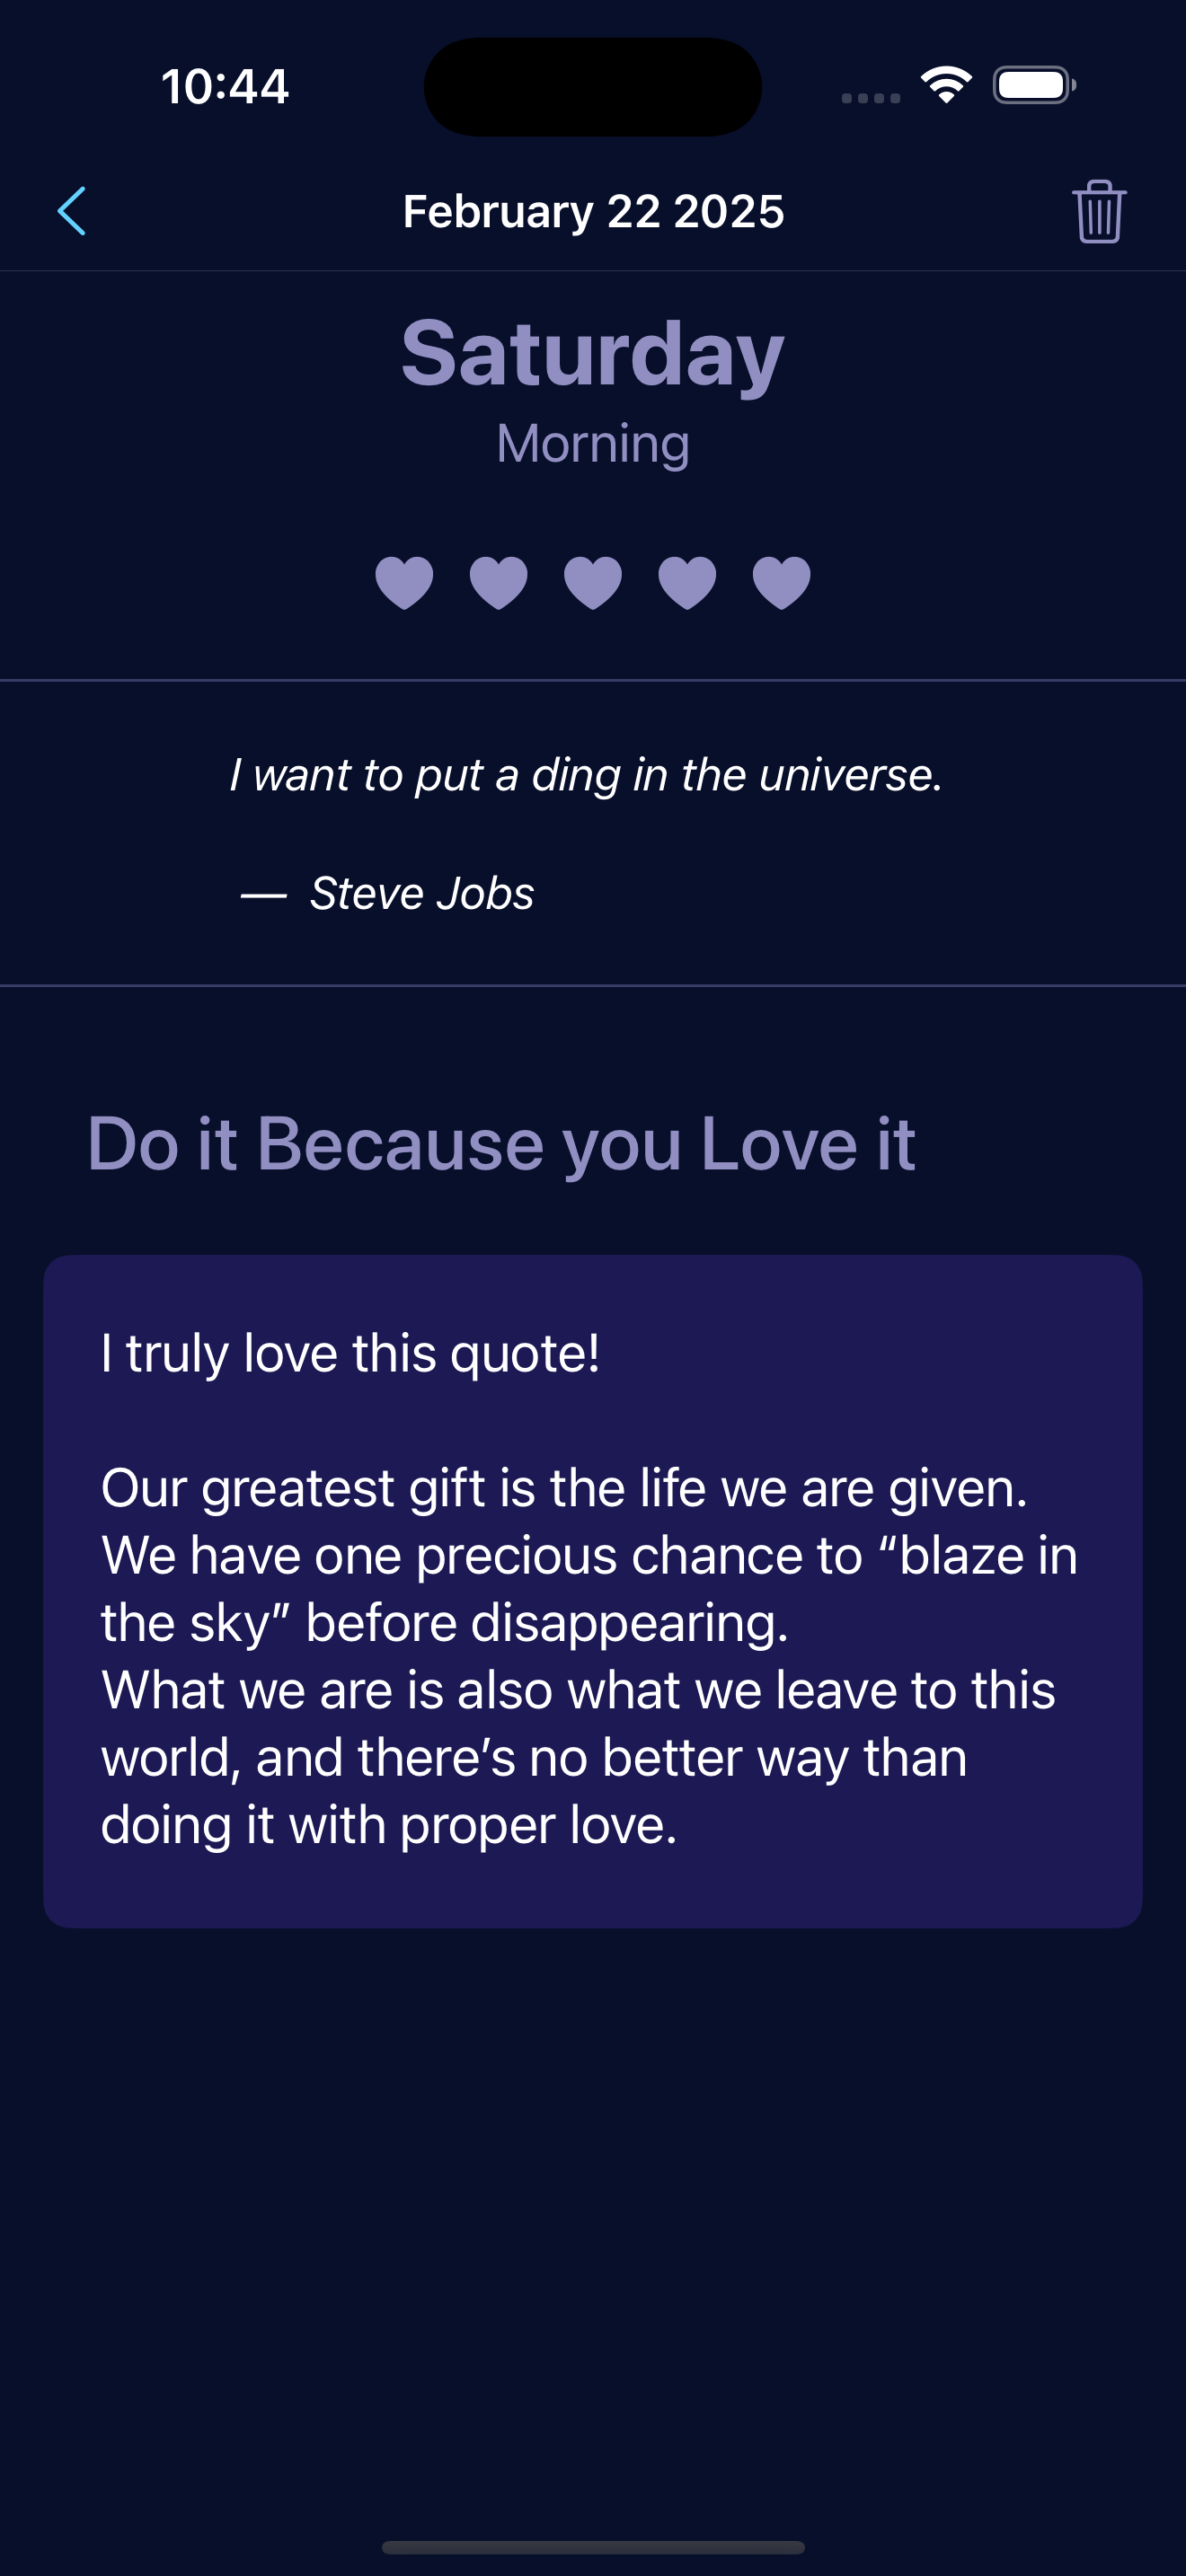 10:44
February 22 2025
Saturday
Morning
I want to put a ding in the universe.
— Steve Jobs
Do it Because you Love it
I truly love this quote!
Our greatest gift is the life we are given.
We have one precious chance to “blaze in
the sky” before disappearing.
What we are is also what we leave to this
world, and there’s no better way than
doing it with proper love.